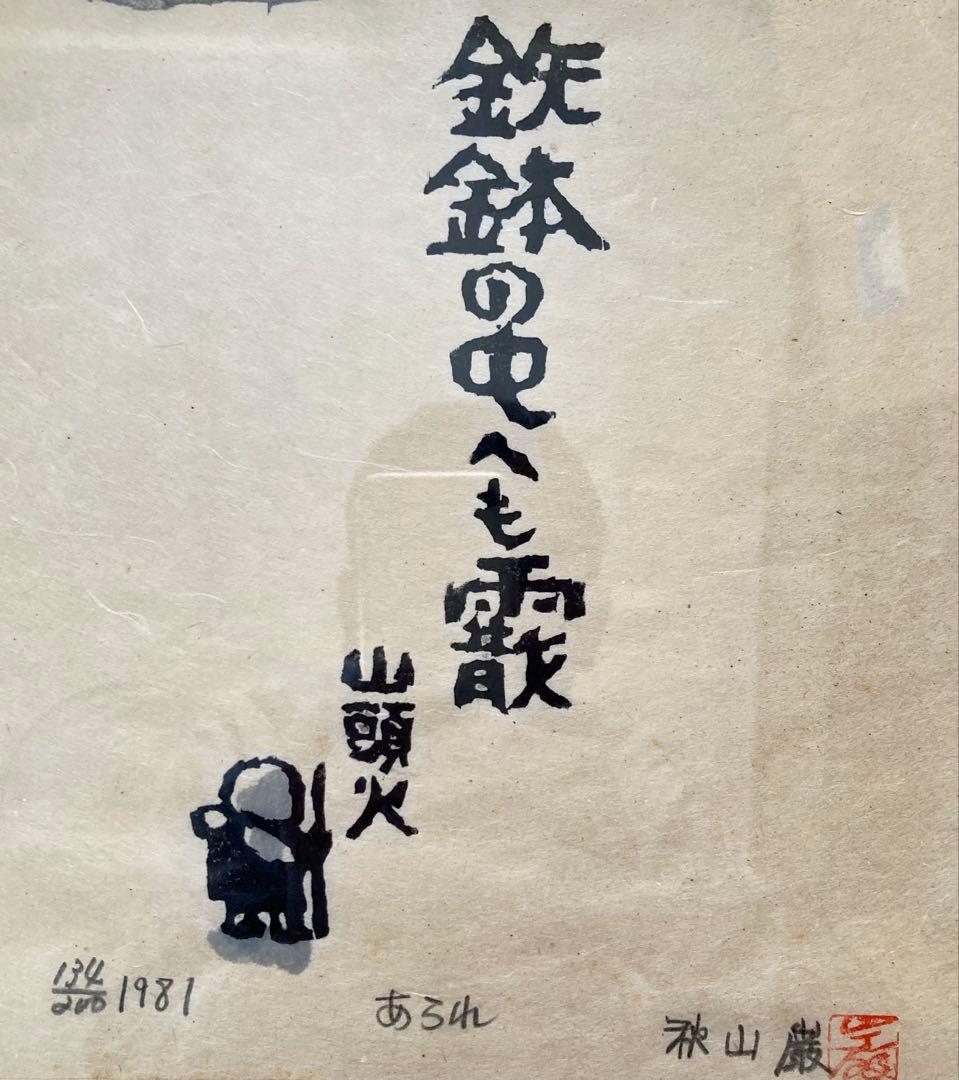 鉄鉢の中へも霰
山頭火
134/200 1981
あられ
秋山 巌